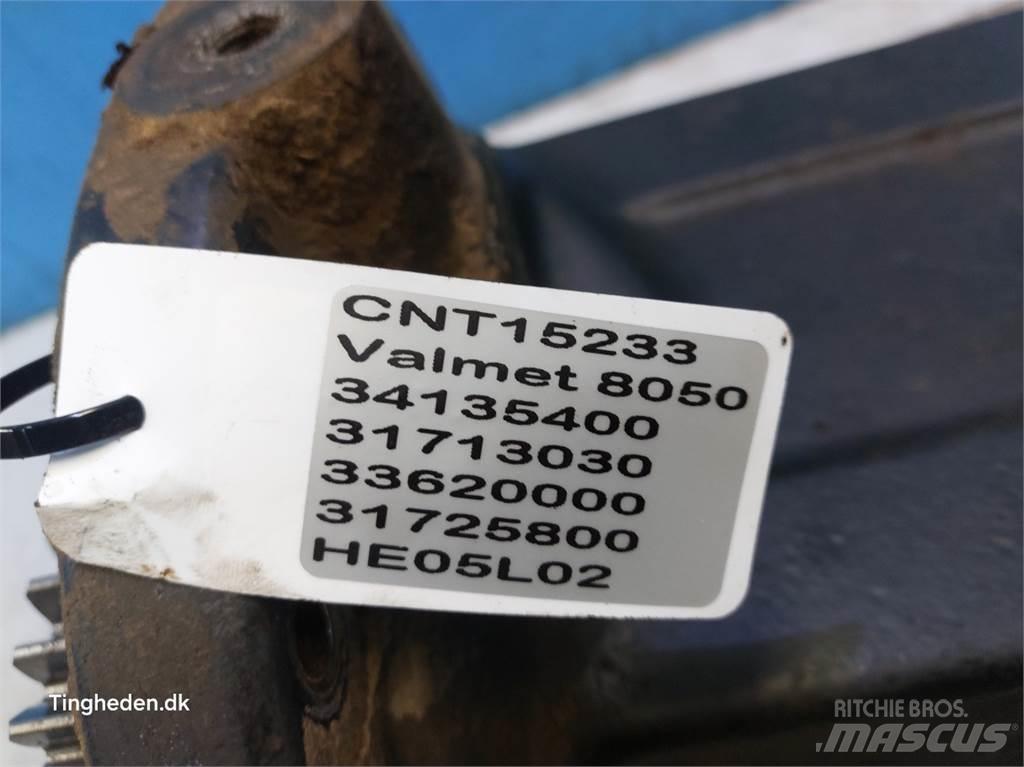 CNT15233
Valmet 8050
34135400
31713030
33620000
31725800
HE05L02
Tingheden.dk
RITCHIE BROS.
MASCUS